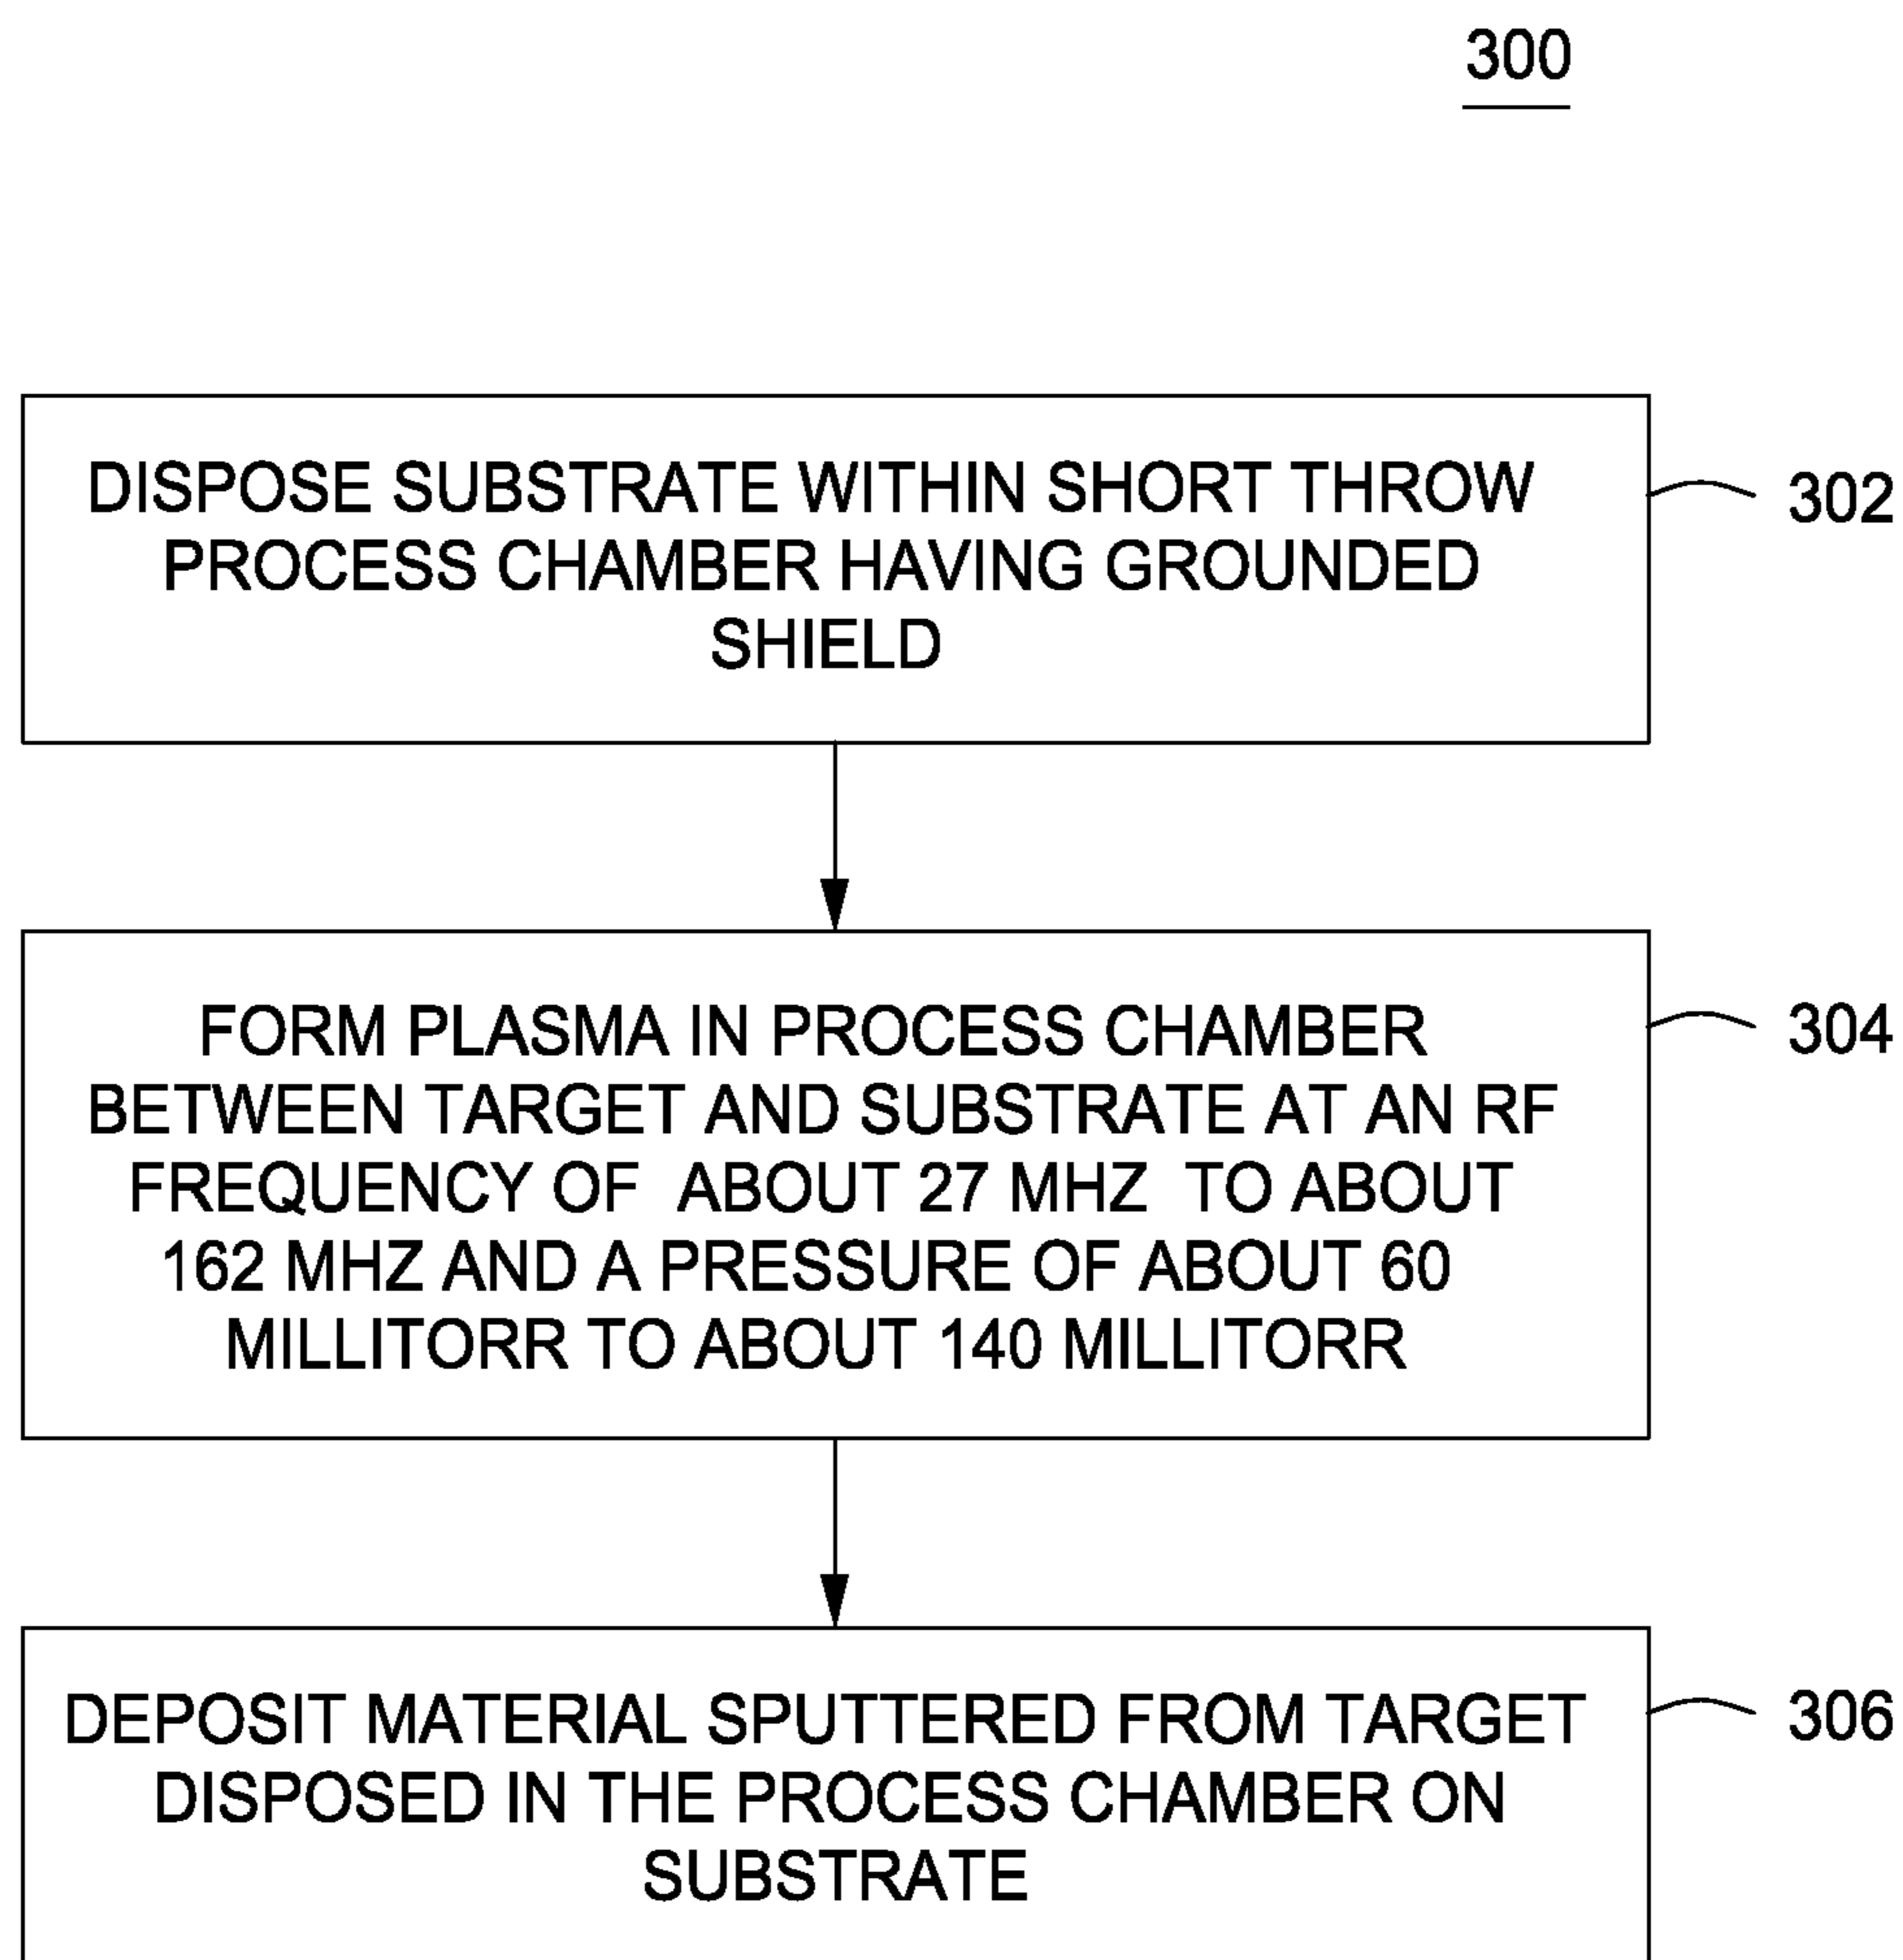 300
DISPOSE SUBSTRATE WITHIN SHORT THROW
PROCESS CHAMBER HAVING GROUNDED
SHIELD
302
FORM PLASMA IN PROCESS CHAMBER
BETWEEN TARGET AND SUBSTRATE AT AN RF
FREQUENCY OF ABOUT 27 MHZ TO ABOUT
162 MHZ AND A PRESSURE OF ABOUT 60
MILLITORR TO ABOUT 140 MILLITORR
304
DEPOSIT MATERIAL SPUTTERED FROM TARGET
DISPOSED IN THE PROCESS CHAMBER ON
SUBSTRATE
306